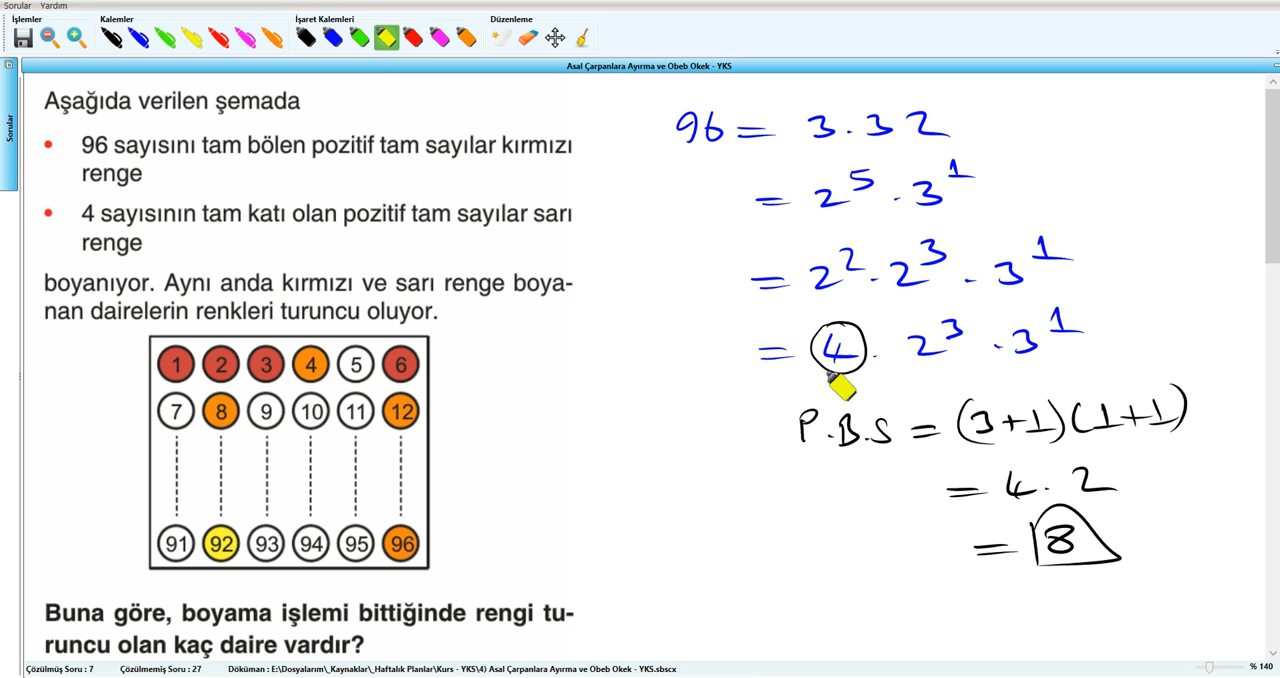 Sorular Yardım
İşlemler Kalemler İşaret Kalemleri Düzenleme
Asal Çarpanlara Ayırma ve Obeb Okek - YKS
Sorular
Aşağıda verilen şemada
• 96 sayısını tam bölen pozitif tam sayılar kırmızı
renge
• 4 sayısının tam katı olan pozitif tam sayılar sarı
renge
boyanıyor. Aynı anda kırmızı ve sarı renge boya-
nan dairelerin renkleri turuncu oluyor.
1 2 3 4 5 6
7 8 9 10 11 12
91 92 93 94 95 96
Buna göre, boyama işlemi bittiğinde rengi tu-
runcu olan kaç daire vardır?
96 = 3.32
= 2^5 . 3^1
= 2^2 . 2^3 . 3^1
= 4 . 2^3 . 3^1
P.B.S = (3+1)(1+1)
= 4.2
= 8
Çözülmüş Soru : 7 Çözülmemiş Soru : 27 Döküman : E:\Dosyalarım\_Kaynaklar\_Haftalık Planlar\Kurs - YKS\4) Asal Çarpanlara Ayırma ve Obeb Okek - YKS.sbscx % 140